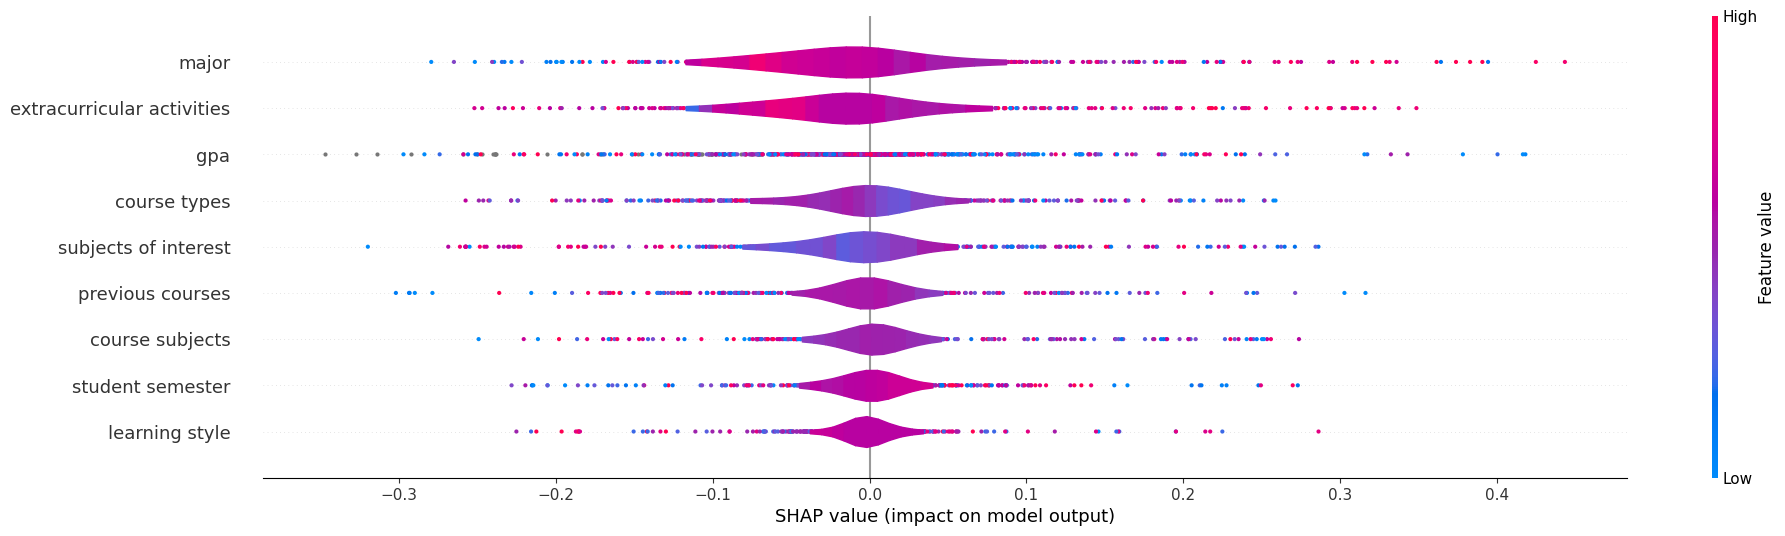 major
extracurricular activities
gpa
course types
subjects of interest
previous courses
course subjects
student semester
learning style
−0.3 −0.2 −0.1 0.0 0.1 0.2 0.3 0.4
SHAP value (impact on model output)
High
Feature value
Low